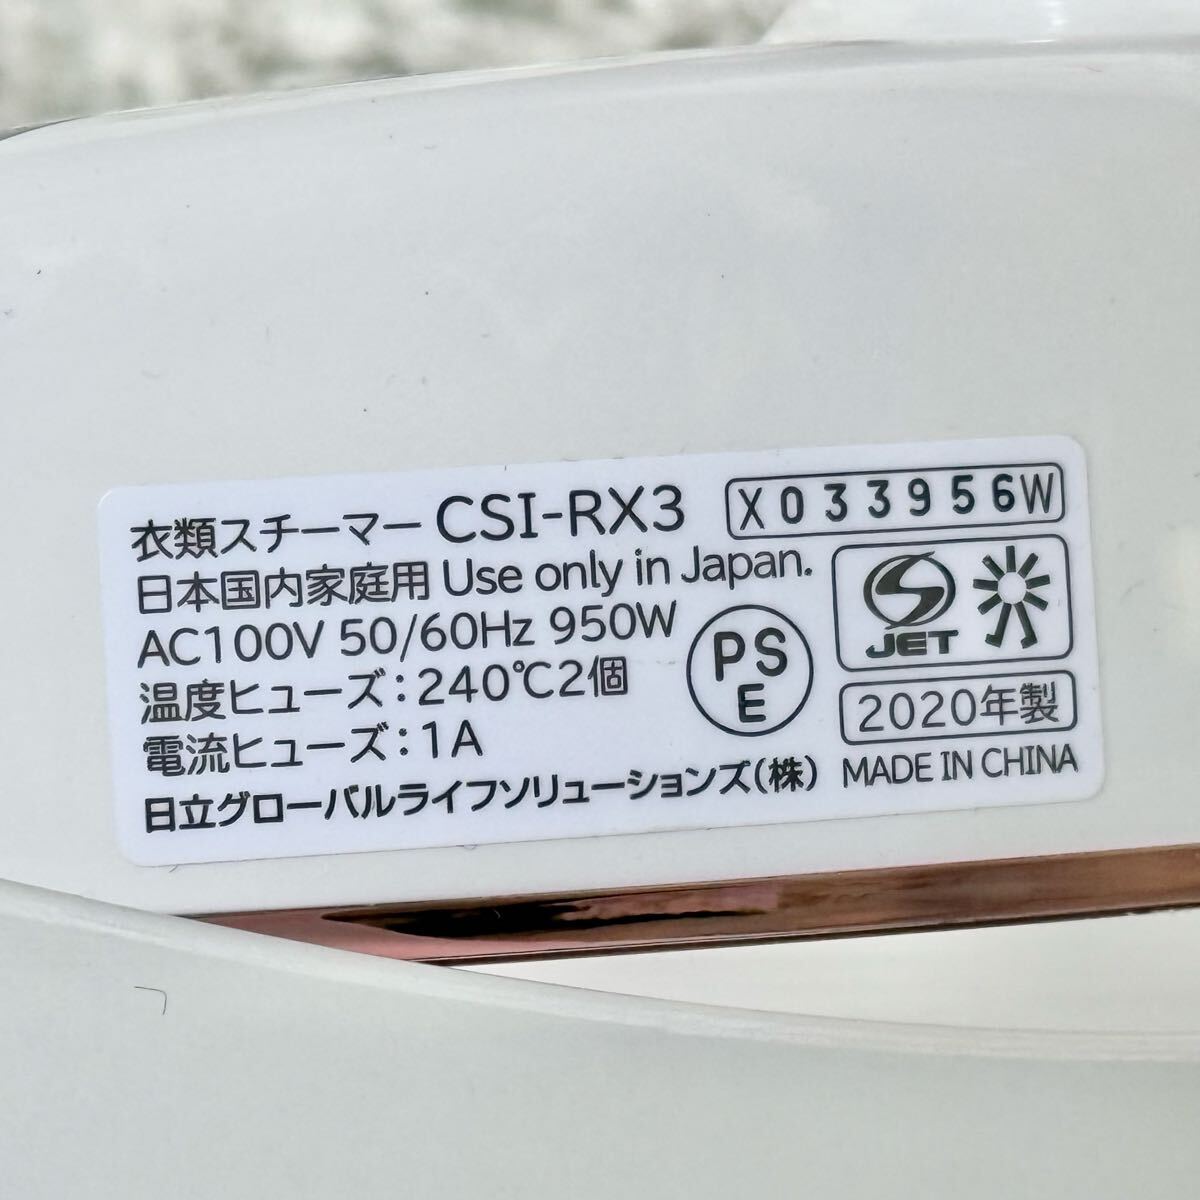 衣類スチーマー CSI-RX3 X033956W
日本国内家庭用 Use only in Japan.
AC100V 50/60Hz 950W
温度ヒューズ:240℃2個
電流ヒューズ:1A
日立グローバルライフソリューションズ(株)
PS
E
JET
2020年製
MADE IN CHINA